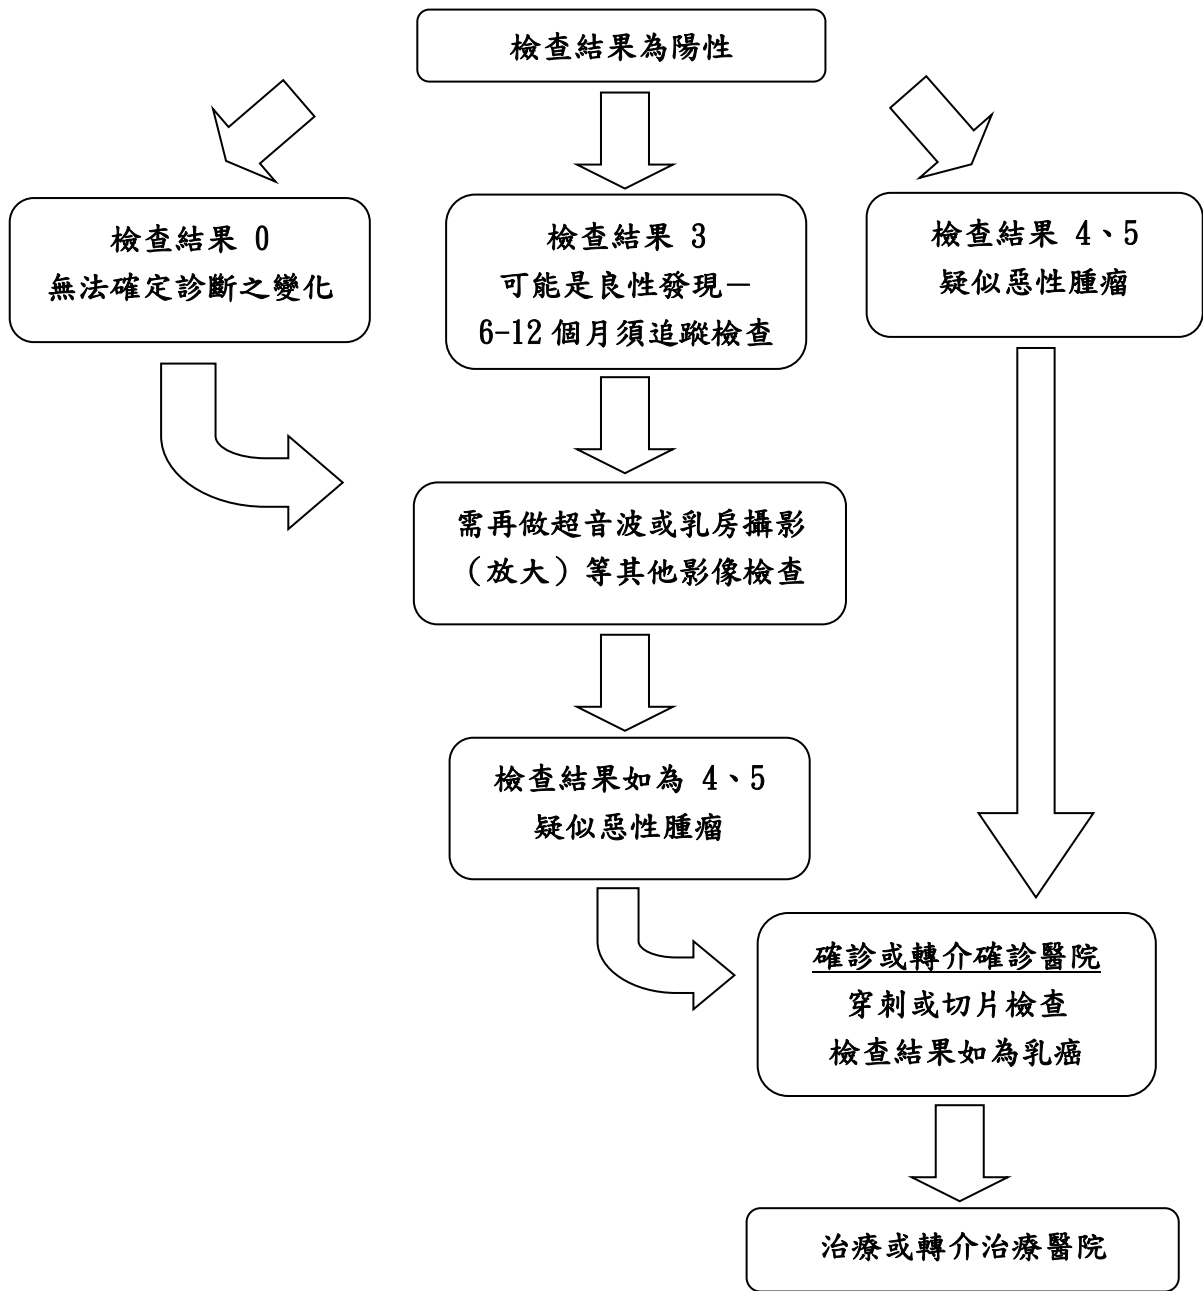 檢查結果為陽性
檢查結果 0
無法確定診斷之變化
檢查結果 3
可能是良性發現－
6-12 個月須追蹤檢查
檢查結果 4、5
疑似惡性腫瘤
需再做超音波或乳房攝影
（放大）等其他影像檢查
檢查結果如為 4、5
疑似惡性腫瘤
確診或轉介確診醫院
穿刺或切片檢查
檢查結果如為乳癌
治療或轉介治療醫院